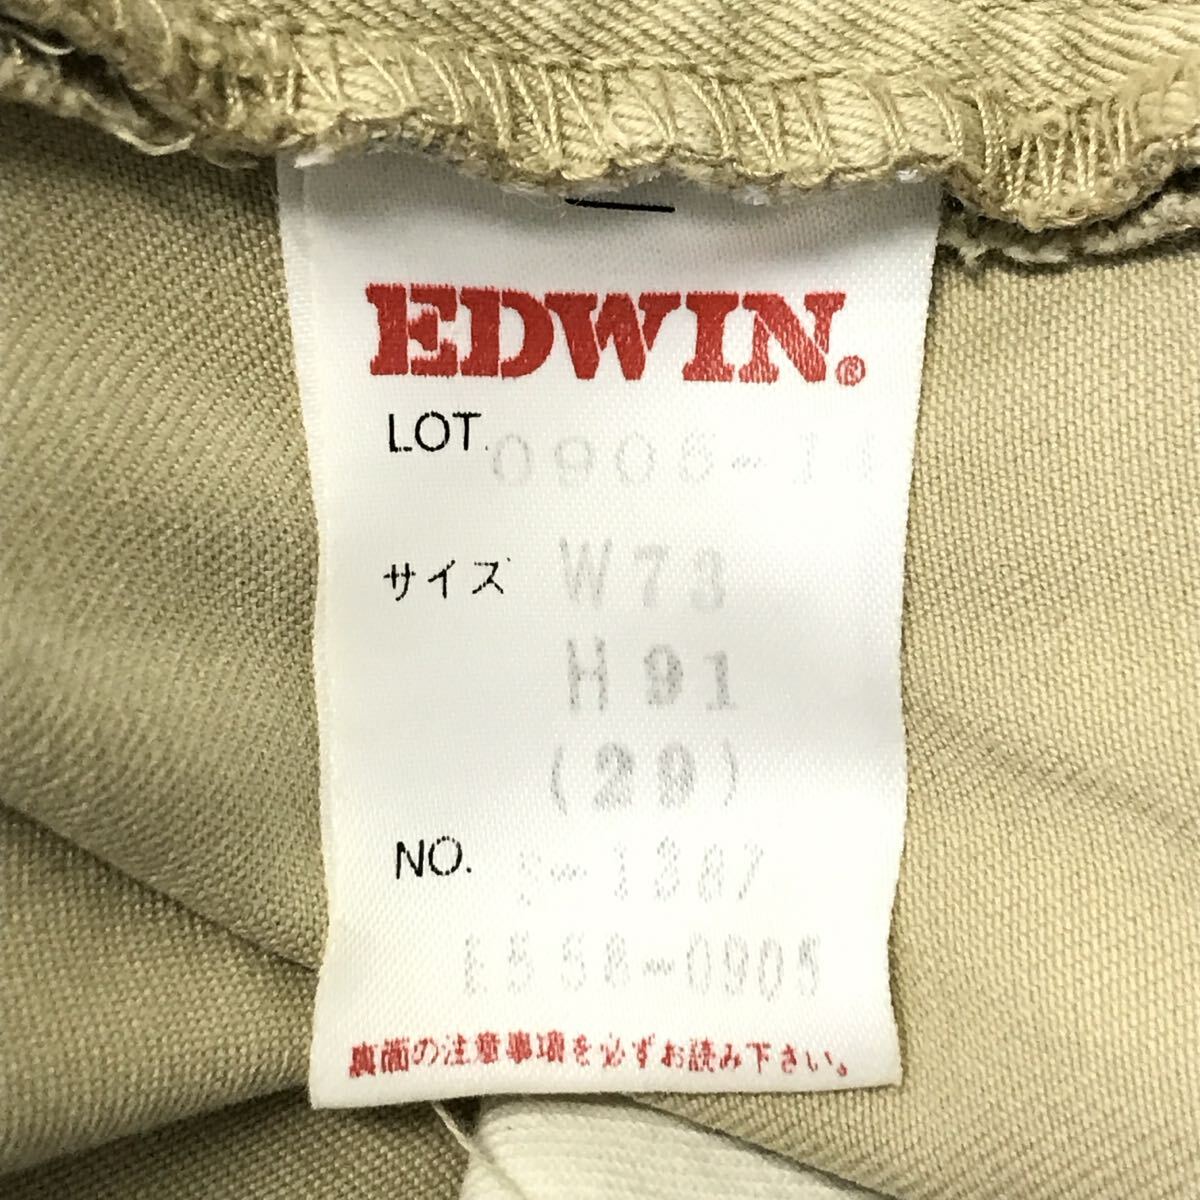 EDWIN®
LOT. 0905-14
サイズ W73
H91
(29)
NO.
E558-0905
裏面の注意事項を必ずお読み下さい。